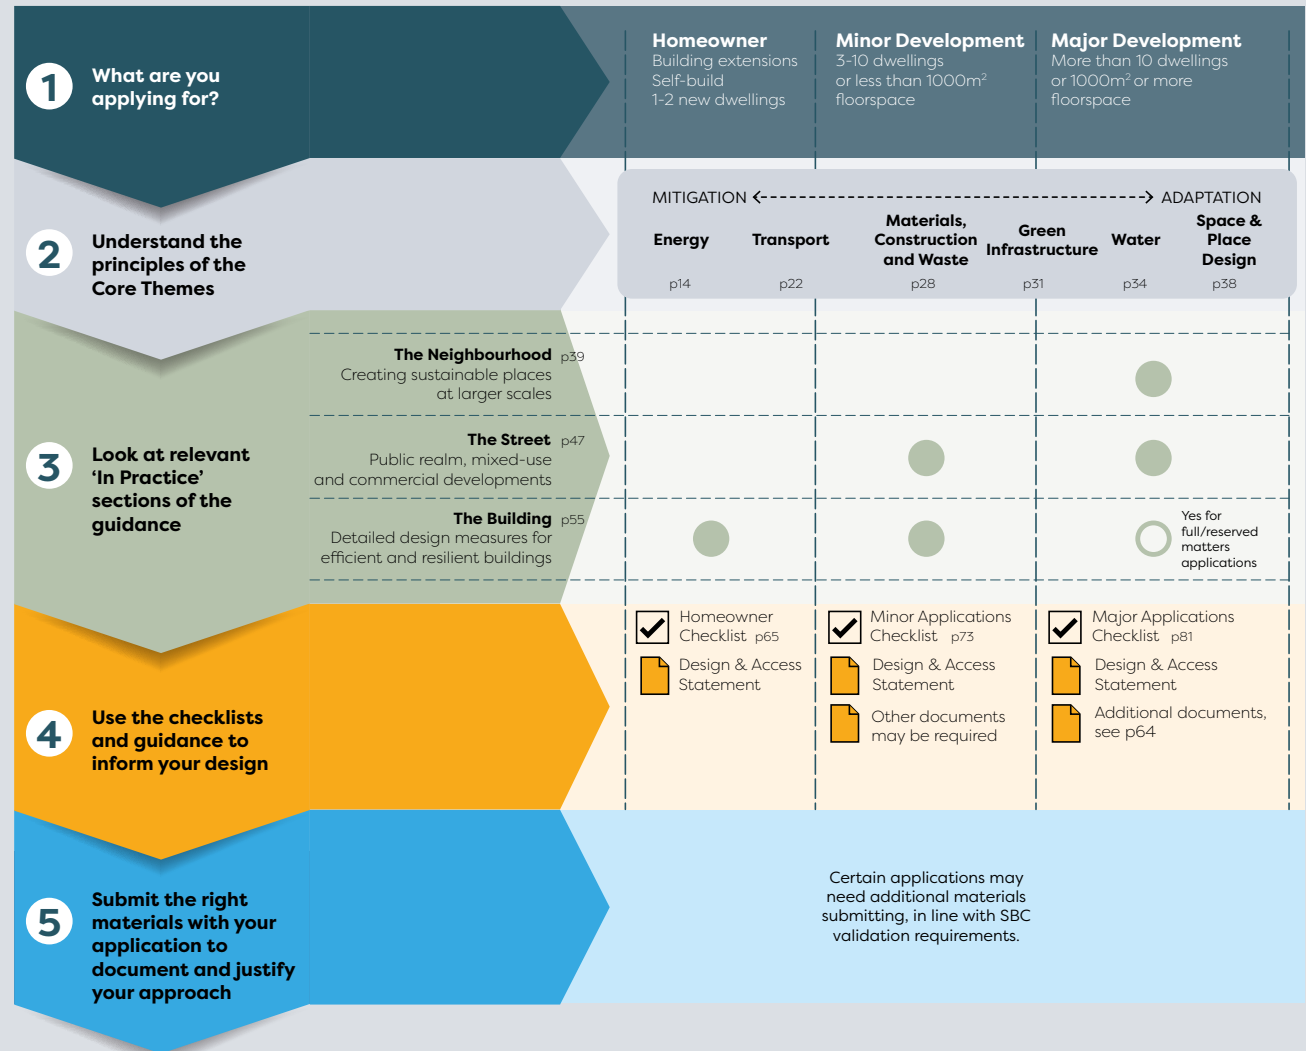 1
What are you
applying for?
Homeowner
Building extensions
Self-build
1-2 new dwellings
Minor Development
3-10 dwellings
or less than 1000m²
floorspace
Major Development
More than 10 dwellings
or 1000m² or more
floorspace
2
Understand the
principles of the
Core Themes
MITIGATION
ADAPTATION
Energy
p14
Transport
p22
Materials,
Construction
and Waste
p28
Green
Infrastructure
p31
Water
p34
Space &
Place
Design
p38
3
Look at relevant
‘In Practice’
sections of the
guidance
The Neighbourhood p39
Creating sustainable places
at larger scales
The Street p47
Public realm, mixed-use
and commercial developments
The Building p55
Detailed design measures for
efficient and resilient buildings
Yes for
full/reserved
matters
applications
4
Use the checklists
and guidance to
inform your design
Homeowner
Checklist p65
Design & Access
Statement
Minor Applications
Checklist p73
Design & Access
Statement
Other documents
may be required
Major Applications
Checklist p81
Design & Access
Statement
Additional documents,
see p64
5
Submit the right
materials with your
application to
document and justify
your approach
Certain applications may
need additional materials
submitting, in line with SBC
validation requirements.